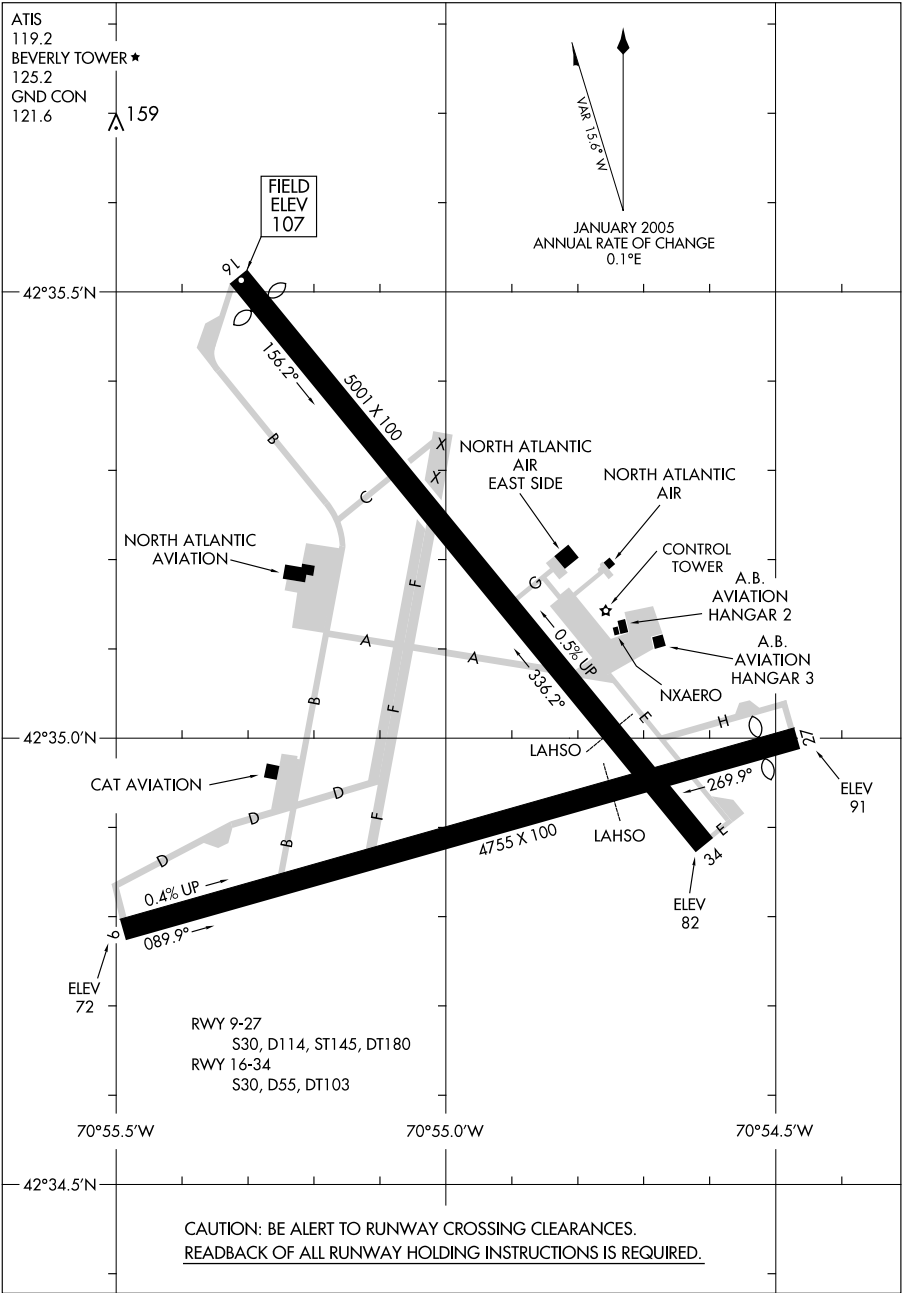 ATIS
119.2
BEVERLY TOWER ★
125.2
GND CON
121.6
159
VAR 15.6° W
JANUARY 2005
ANNUAL RATE OF CHANGE
0.1°E
FIELD
ELEV
107
16
42°35.5'N
156.2°
5001 X 100
B
C
X
X
NORTH ATLANTIC
AIR
EAST SIDE
NORTH ATLANTIC
AIR
NORTH ATLANTIC
AVIATION
CONTROL
TOWER
F
G
A.B.
AVIATION
HANGAR 2
A
A
0.5% UP
336.2°
A.B.
AVIATION
HANGAR 3
NXAERO
B
F
E
H
42°35.0'N
LAHSO
27
CAT AVIATION
269.9°
ELEV
91
D
D
D
B
F
4755 X 100
LAHSO
E
34
0.4% UP
089.9°
9
ELEV
82
ELEV
72
RWY 9-27
S30, D114, ST145, DT180
RWY 16-34
S30, D55, DT103
70°55.5'W
70°55.0'W
70°54.5'W
42°34.5'N
CAUTION: BE ALERT TO RUNWAY CROSSING CLEARANCES.
READBACK OF ALL RUNWAY HOLDING INSTRUCTIONS IS REQUIRED.